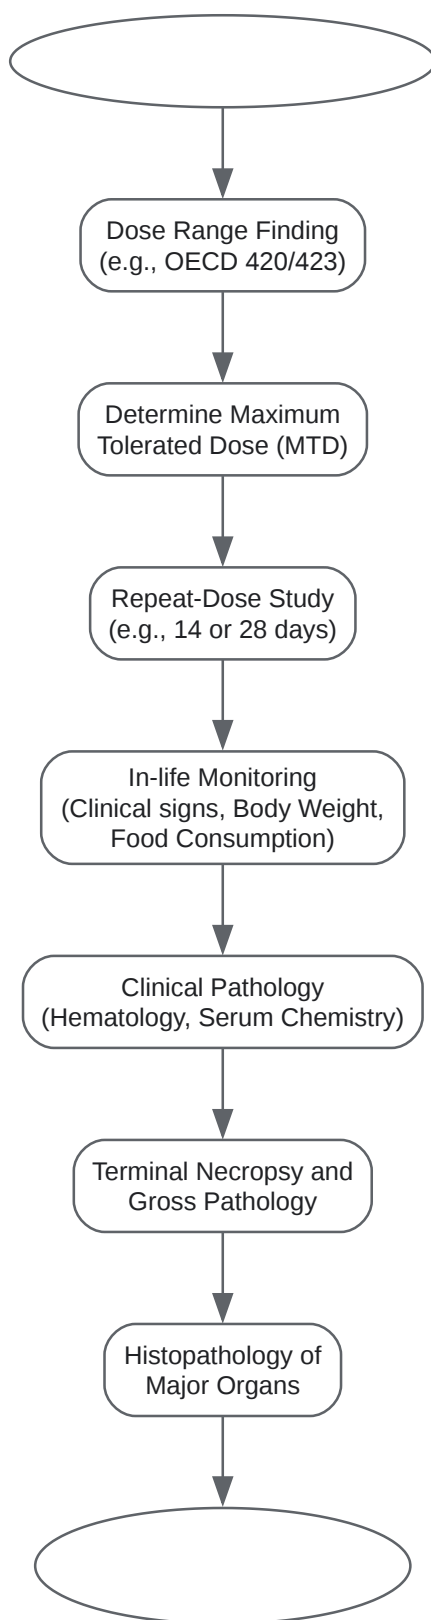 Dose Range Finding
(e.g., OECD 420/423)
Determine Maximum
Tolerated Dose (MTD)
Repeat-Dose Study
(e.g., 14 or 28 days)
In-life Monitoring
(Clinical signs, Body Weight,
Food Consumption)
Clinical Pathology
(Hematology, Serum Chemistry)
Terminal Necropsy and
Gross Pathology
Histopathology of
Major Organs